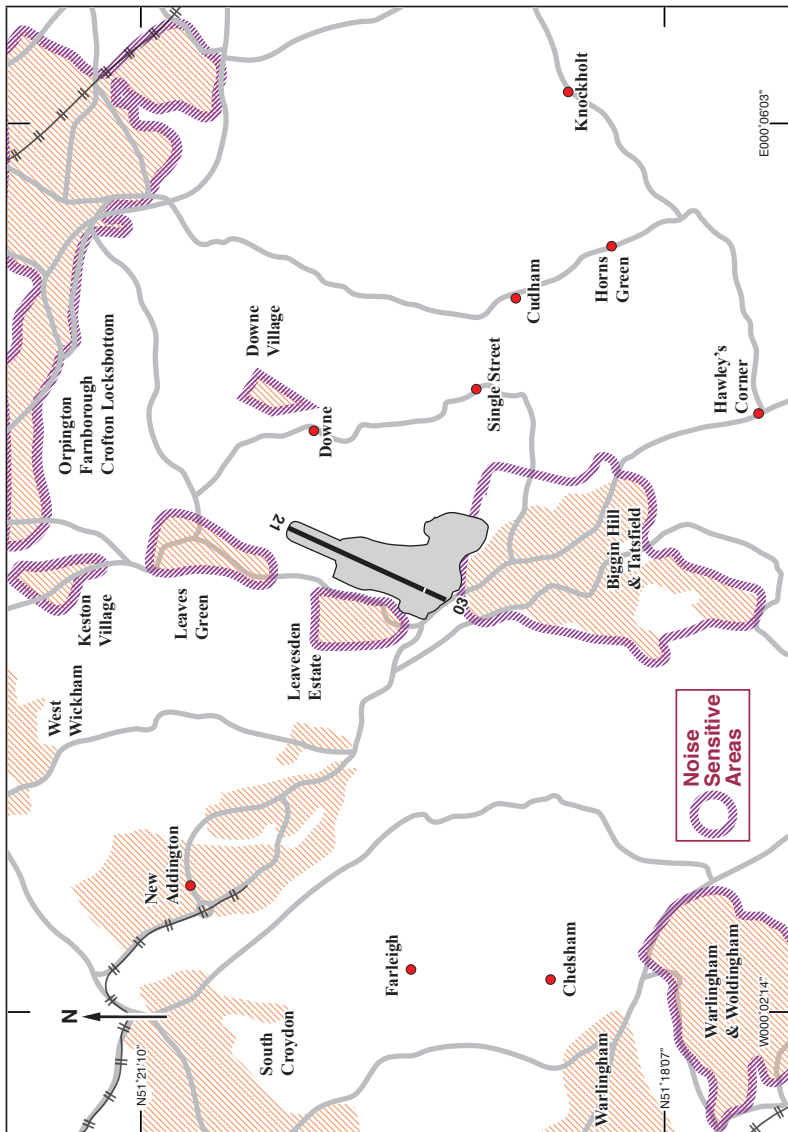 N
N51˚21'10”
South
Croydon
New
Addington
West
Wickham
Keston
Village
Leaves
Green
Leavesden
Estate
Orpington
Farnborough
Crofton Locksbottom
Downe
Village
Downe
21
03
Single Street
Cudham
Horns
Green
Knockholt
Farleigh
Chelsham
Warlingham
Biggin Hill
& Tatsfield
Hawley's
Corner
Noise
Sensitive
Areas
Warlingham
& Woldingham
N51˚18'07”
W000˚02'14”
E000˚06'03”